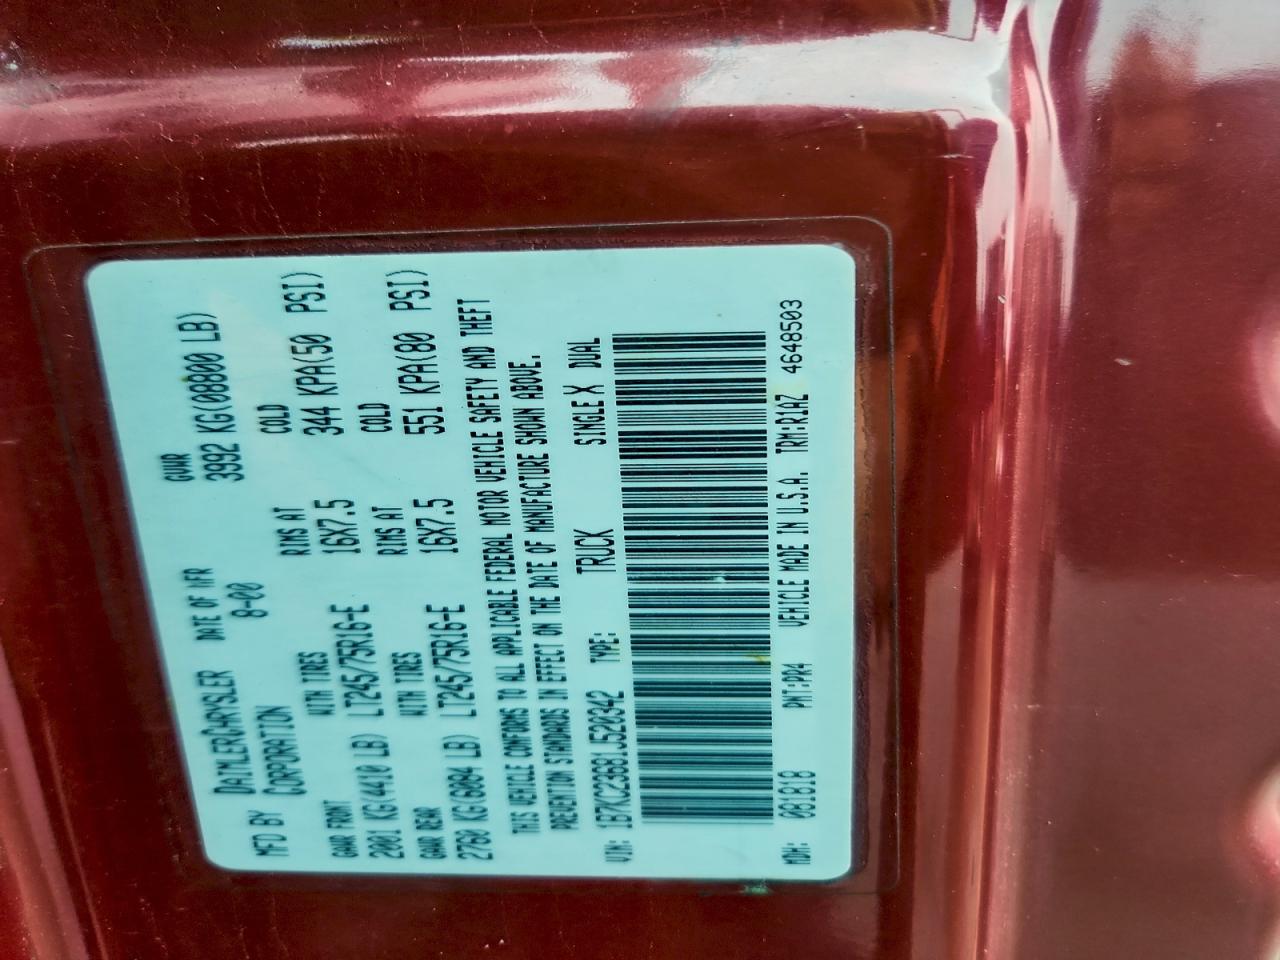 MFD BY DAIMLERCHRYSLER CORPORATION DATE OF MFR 8-00 GVWR 3992 KG(08800 LB)
GAWR FRONT WITH TIRES RIMS AT COLD
2001 KG(4410 LB) LT245/75R16-E 16X7.5 344 KPA(50 PSI)
GAWR REAR WITH TIRES RIMS AT COLD
2760 KG(6084 LB) LT245/75R16-E 16X7.5 551 KPA(80 PSI)
THIS VEHICLE CONFORMS TO ALL APPLICABLE FEDERAL MOTOR VEHICLE SAFETY AND THEFT
PREVENTION STANDARDS IN EFFECT ON THE DATE OF MANUFACTURE SHOWN ABOVE.
VIN: 1B7KC23681J520342 TYPE: TRUCK SINGLE X DUAL
MDH: 081818 PNT:PR4 VEHICLE MADE IN U.S.A. TRM:R1AZ 4648503